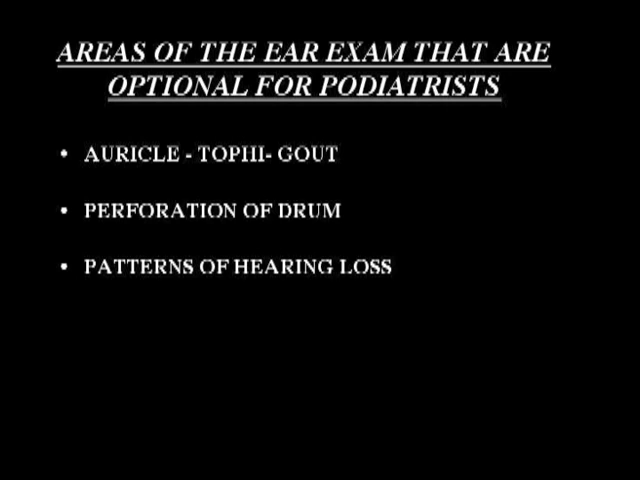 AREAS OF THE EAR EXAM THAT ARE
OPTIONAL FOR PODIATRISTS
• AURICLE - TOPHI- GOUT
• PERFORATION OF DRUM
• PATTERNS OF HEARING LOSS